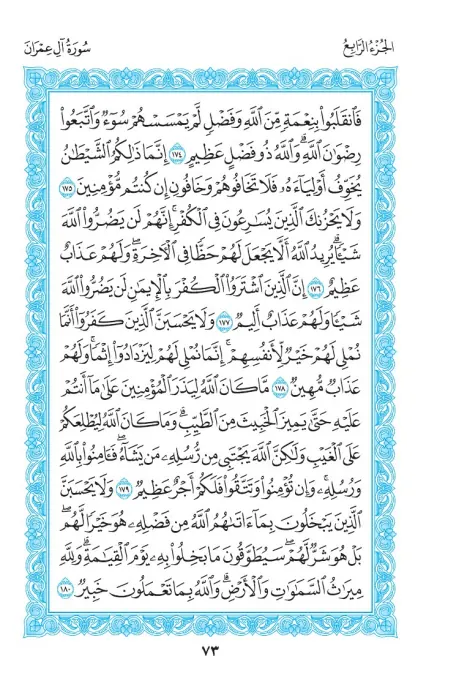 الجُزْءُ الرَّابِعُ
سُورَةُ آلِ عِمْرَانَ
فَٱنقَلَبُوا۟ بِنِعْمَةٍ مِّنَ ٱللَّهِ وَفَضْلٍ لَّمْ يَمْسَسْهُمْ سُوٓءٌ وَٱتَّبَعُوا۟
رِضْوَٰنَ ٱللَّهِ ۗ وَٱللَّهُ ذُو فَضْلٍ عَظِيمٍ ١٧٤ إِنَّمَا ذَٰلِكُمُ ٱلشَّيْطَٰنُ
يُخَوِّفُ أَوْلِيَآءَهُۥ فَلَا تَخَافُوهُمْ وَخَافُونِ إِن كُنتُم مُّؤْمِنِينَ ١٧٥
وَلَا يَحْزُنكَ ٱلَّذِينَ يُسَٰرِعُونَ فِى ٱلْكُفْرِ ۚ إِنَّهُمْ لَن يَضُرُّوا۟ ٱللَّهَ
شَيْـًٔا ۗ يُرِيدُ ٱللَّهُ أَلَّا يَجْعَلَ لَهُمْ حَظًّا فِى ٱلْـَٔاخِرَةِ ۖ وَلَهُمْ عَذَابٌ
عَظِيمٌ ١٧٦ إِنَّ ٱلَّذِينَ ٱشْتَرَوُا۟ ٱلْكُفْرَ بِٱلْإِيمَٰنِ لَن يَضُرُّوا۟ ٱللَّهَ
شَيْـًٔا وَلَهُمْ عَذَابٌ أَلِيمٌ ١٧٧ وَلَا يَحْسَبَنَّ ٱلَّذِينَ كَفَرُوٓا۟ أَنَّمَا
نُمْلِى لَهُمْ خَيْرٌ لِّأَنفُسِهِمْ ۚ إِنَّمَا نُمْلِى لَهُمْ لِيَزْدَادُوٓا۟ إِثْمًا ۚ وَلَهُمْ
عَذَابٌ مُّهِينٌ ١٧٨ مَّا كَانَ ٱللَّهُ لِيَذَرَ ٱلْمُؤْمِنِينَ عَلَىٰ مَآ أَنتُمْ
عَلَيْهِ حَتَّىٰ يَمِيزَ ٱلْخَبِيثَ مِنَ ٱلطَّيِّبِ ۗ وَمَا كَانَ ٱللَّهُ لِيُطْلِعَكُمْ
عَلَى ٱلْغَيْبِ وَلَٰكِنَّ ٱللَّهَ يَجْتَبِى مِن رُّسُلِهِۦ مَن يَشَآءُ ۖ فَـَٔامِنُوا۟ بِٱللَّهِ
وَرُسُلِهِۦ ۚ وَإِن تُؤْمِنُوا۟ وَتَتَّقُوا۟ فَلَكُمْ أَجْرٌ عَظِيمٌ ١٧٩ وَلَا يَحْسَبَنَّ
ٱلَّذِينَ يَبْخَلُونَ بِمَآ ءَاتَىٰهُمُ ٱللَّهُ مِن فَضْلِهِۦ هُوَ خَيْرًا لَّهُم ۖ
بَلْ هُوَ شَرٌّ لَّهُمْ ۖ سَيُطَوَّقُونَ مَا بَخِلُوا۟ بِهِۦ يَوْمَ ٱلْقِيَٰمَةِ ۗ وَلِلَّهِ
مِيرَٰثُ ٱلسَّمَٰوَٰتِ وَٱلْأَرْضِ ۗ وَٱللَّهُ بِمَا تَعْمَلُونَ خَبِيرٌ ١٨٠
٧٣